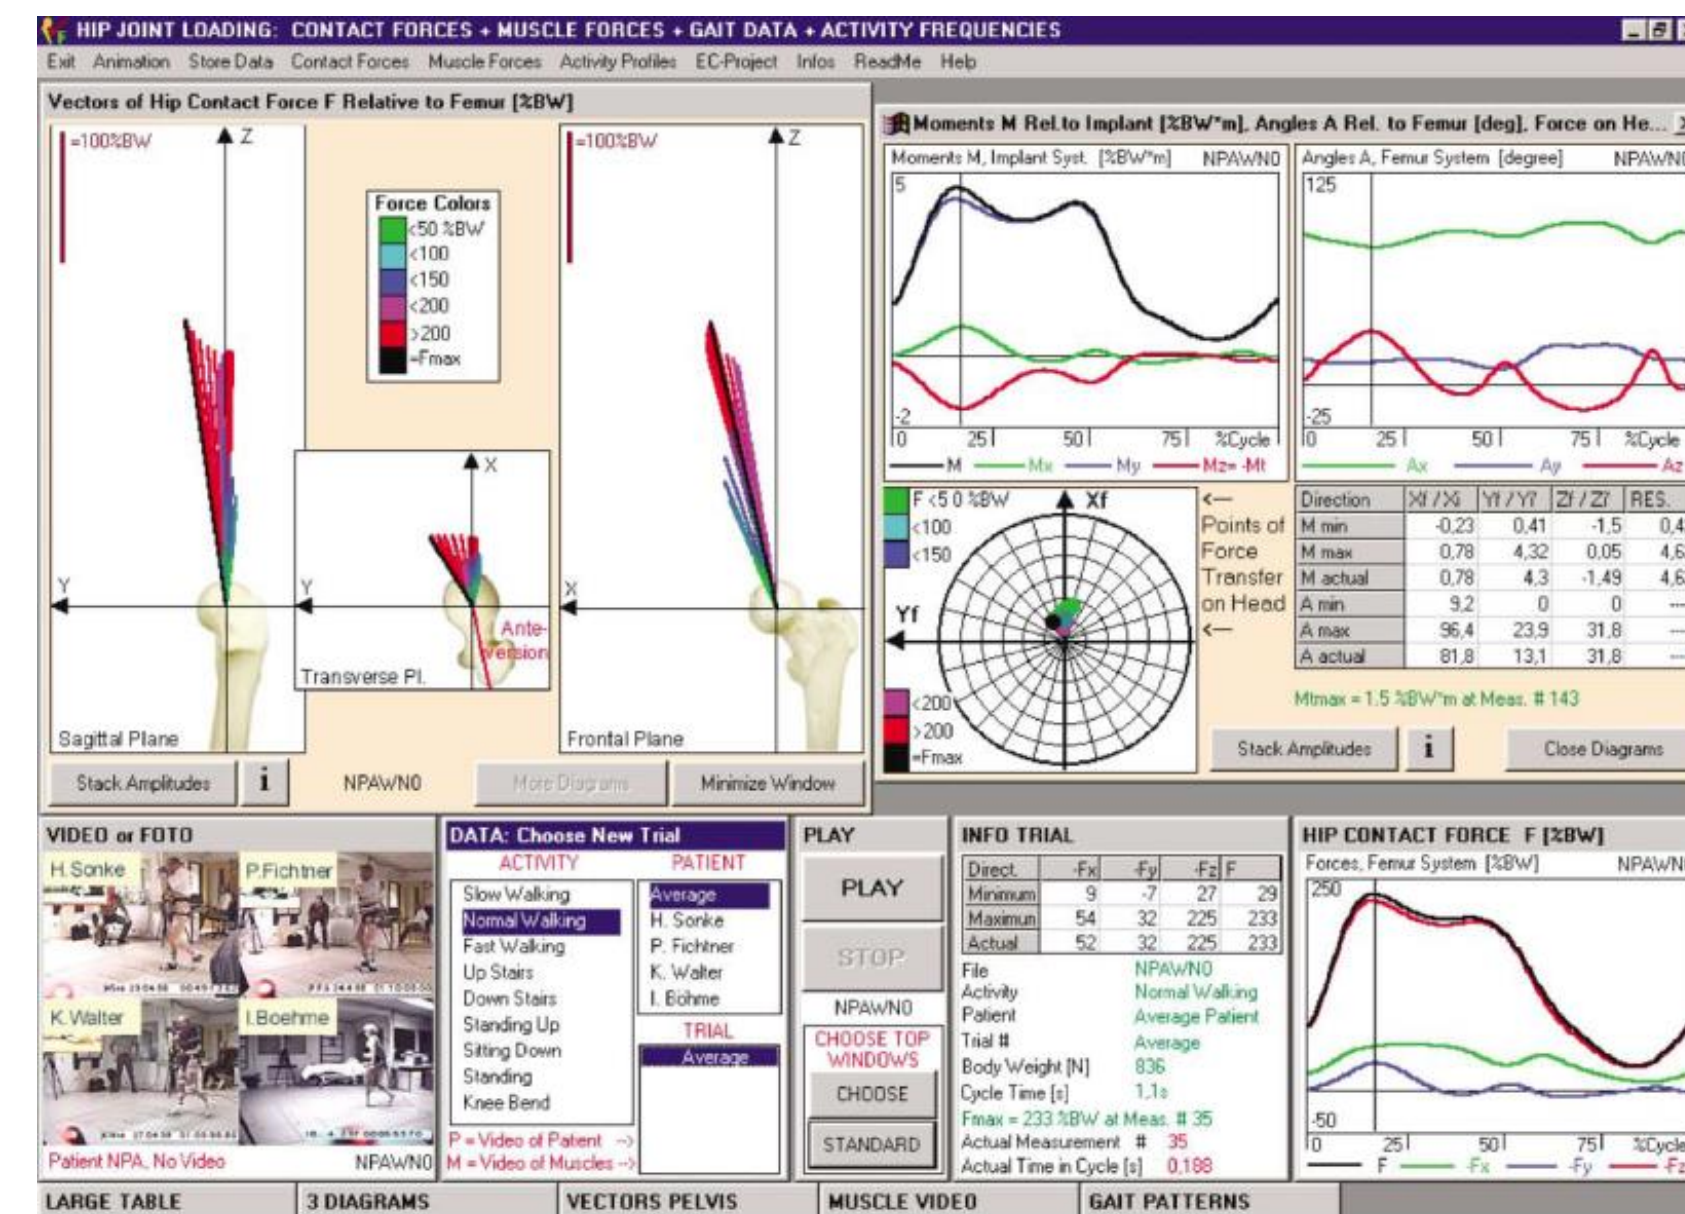 HIP JOINT LOADING: CONTACT FORCES + MUSCLE FORCES + GAIT DATA + ACTIVITY FREQUENCIES
Exit Animation Store Data Contact Forces Muscle Forces Activity Profiles EC-Project Infos ReadMe Help
Vectors of Hip Contact Force F Relative to Femur [%BW]
=100%BW
Z
Force Colors
<50 %BW
<100
<150
<200
>200
=Fmax
Y
Sagittal Plane
X
Y
Ante-
version
Transverse Pl.
=100%BW
Z
X
Frontal Plane
Stack Amplitudes i NPAWN0 More Diagrams Minimize Window
Moments M Rel.to Implant [%BW*m], Angles A Rel. to Femur [deg], Force on He...
Moments M, Implant Syst. [%BW*m] NPAWN0
5
-2
0 25 50 75 %Cycle
M Mx My Mz= -Mt
Angles A, Femur System [degree] NPAWN0
125
-25
0 25 50 75 %Cycle
Ax Ay Az
F <50 %BW
<100
<150
Xf
Yf
<200
>200
=Fmax
<—
Points of
Force
Transfer
on Head
<—
Direction Xf / Xi Yf / Yi Zf / Zi RES.
M min -0,23 0,41 -1,5 0,4
M max 0,78 4,32 0,05 4,6
M actual 0,78 4,3 -1,49 4,6
A min 9,2 0 0 ---
A max 96,4 23,9 31,8 ---
A actual 81,8 13,1 31,8 ---
Mtmax = 1.5 %BW*m at Meas. # 143
Stack Amplitudes i Close Diagrams
VIDEO or FOTO
H.Sonke P.Fichtner
K.Walter I.Boehme
Patient NPA, No Video NPAWN0
DATA: Choose New Trial
ACTIVITY
Slow Walking
Normal Walking
Fast Walking
Up Stairs
Down Stairs
Standing Up
Sitting Down
Standing
Knee Bend
P = Video of Patient -->
M = Video of Muscles -->
PATIENT
Average
H. Sonke
P. Fichtner
K. Walter
I. Böhme
TRIAL
Average
PLAY
PLAY
STOP
NPAWN0
CHOOSE TOP
WINDOWS
CHOOSE
STANDARD
INFO TRIAL
Direct. -Fx -Fy -Fz F
Minimum 9 -7 27 29
Maximun 54 32 225 233
Actual 52 32 225 233
File NPAWN0
Activity Normal Walking
Patient Average Patient
Trial # Average
Body Weight [N] 836
Cycle Time [s] 1,1s
Fmax = 233 %BW at Meas. # 35
Actual Measurement # 35
Actual Time in Cycle [s] 0,188
HIP CONTACT FORCE F [%BW]
Forces, Femur System [%BW] NPAWN
250
-50
0 25 50 75 %Cycle
F -Fx -Fy -Fz
LARGE TABLE 3 DIAGRAMS VECTORS PELVIS MUSCLE VIDEO GAIT PATTERNS